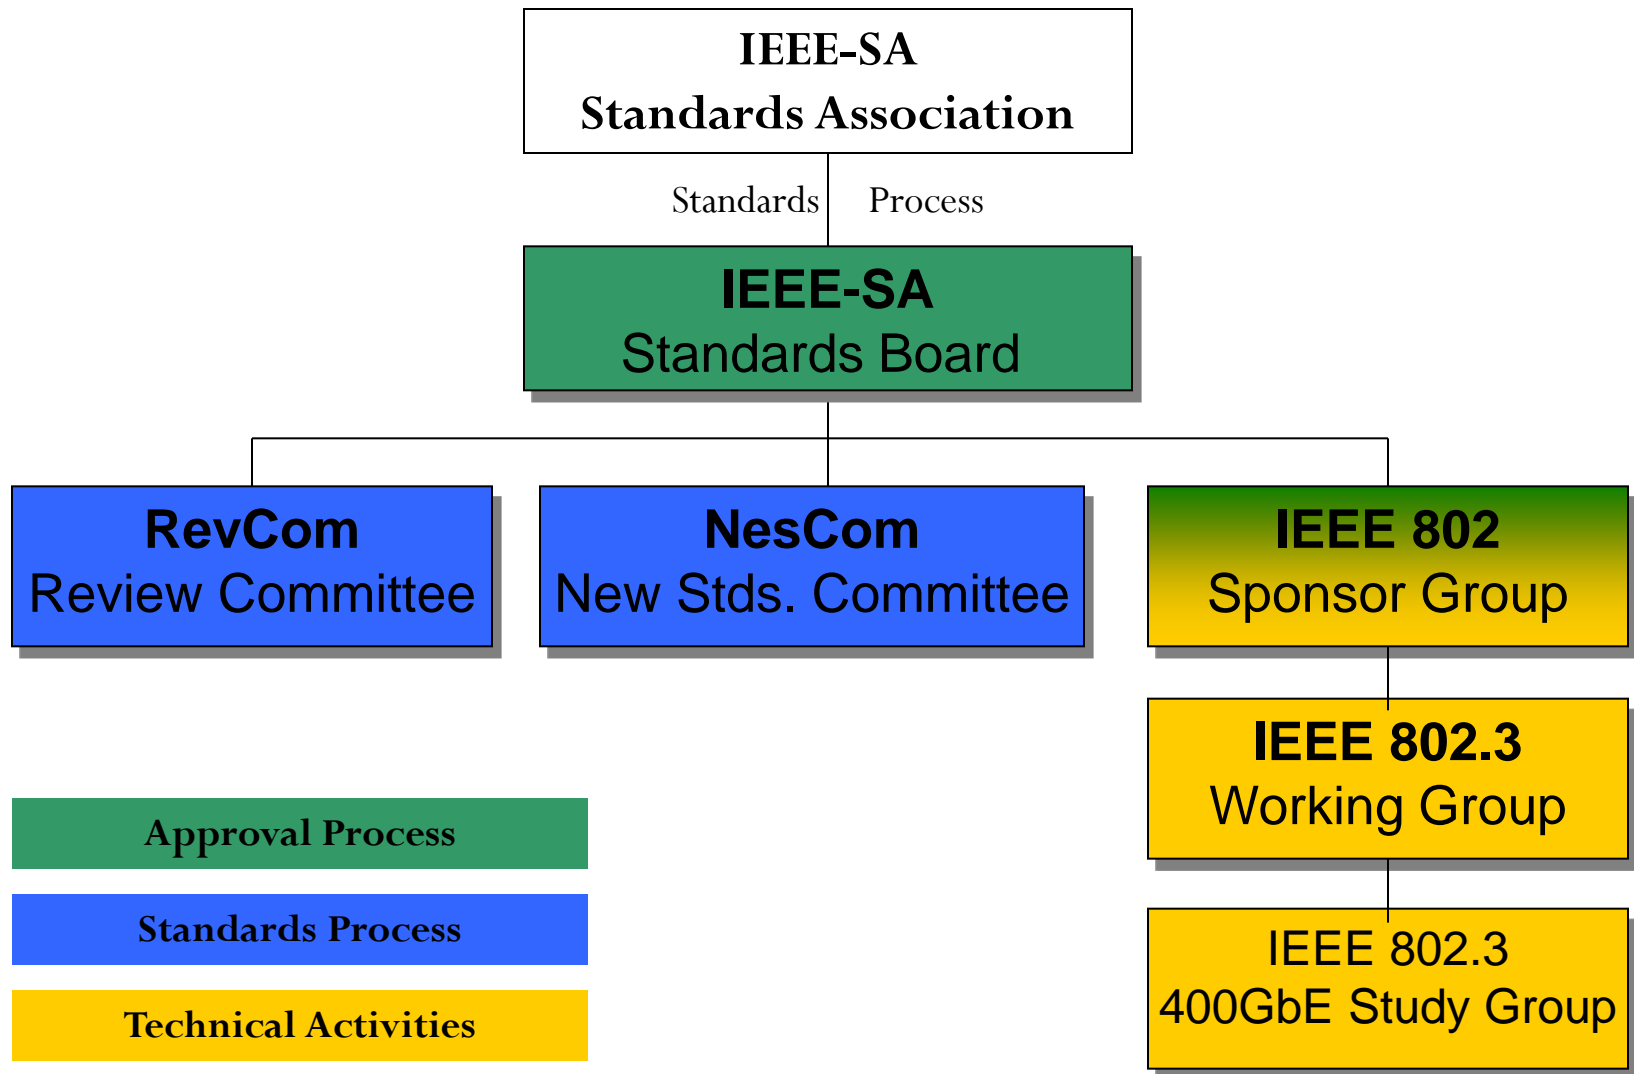 IEEE-SA
Standards Association
Standards Process
IEEE-SA
Standards Board
RevCom
Review Committee
NesCom
New Stds. Committee
IEEE 802
Sponsor Group
IEEE 802.3
Working Group
IEEE 802.3
400GbE Study Group
Approval Process
Standards Process
Technical Activities